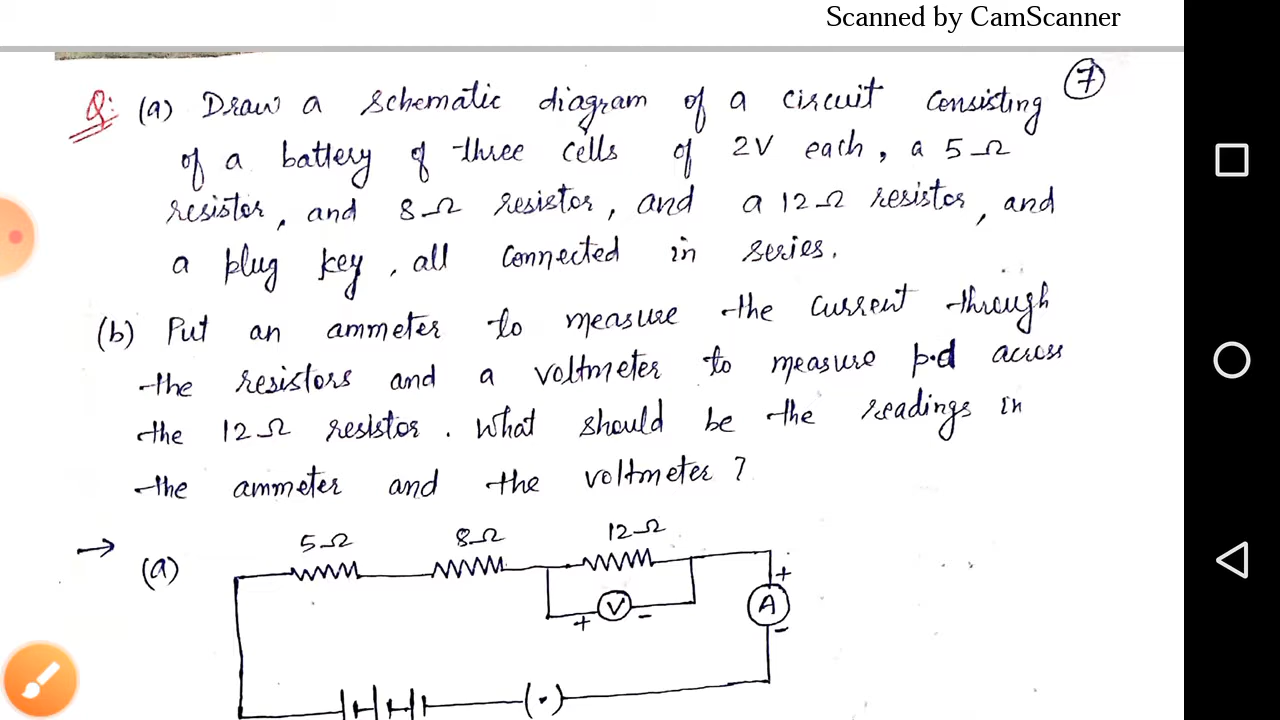 Scanned by CamScanner
7
Q: (a) Draw a schematic diagram of a circuit consisting
of a battery of three cells of 2V each, a 5Ω
resistor, and 8Ω resistor, and a 12Ω resistor, and
a plug key, all connected in series.
(b) Put an ammeter to measure the current through
the resistors and a voltmeter to measure p.d across
the 12Ω resistor. What should be the readings in
the ammeter and the voltmeter?
→ (a)
5Ω 8Ω 12Ω
+ V -
+ A -